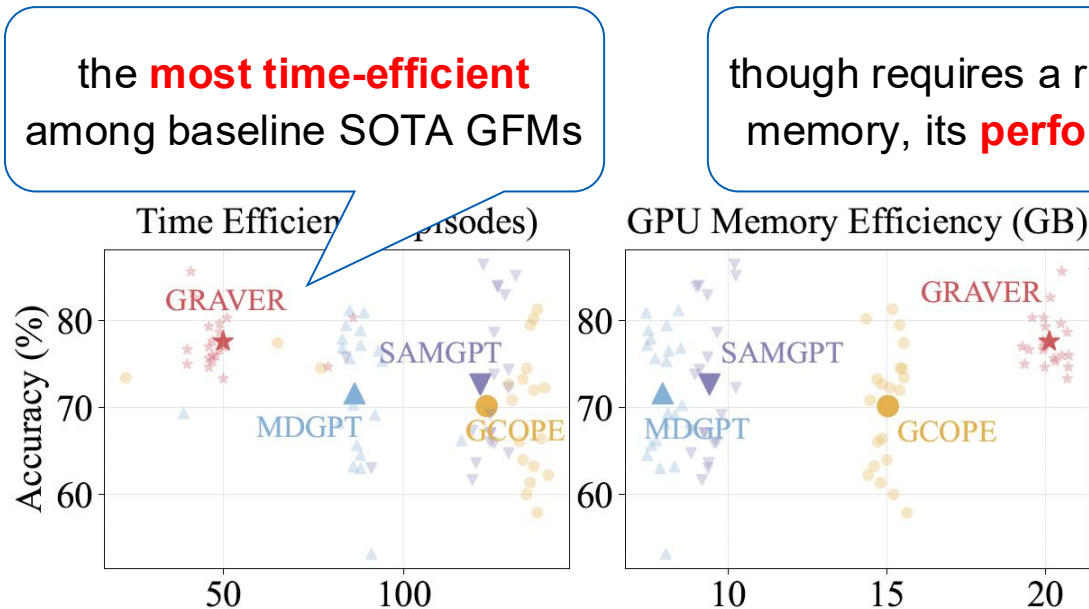 the most time-efficient
among baseline SOTA GFMs
though requires a
memory, its
Time Efficien pisodes)
GPU Memory Efficiency (GB)
Accuracy (%)
80
70
60
GRAVER
SAMGPT
MDGPT
GCOPE
50
100
80
70
60
GRAVER
SAMGPT
MDGPT
GCOPE
10
15
20